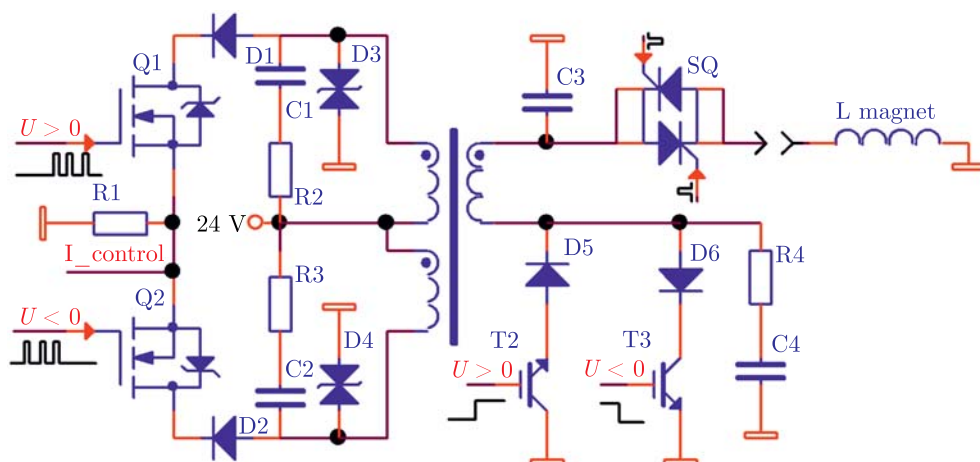 D1
D3
Q1
C1
U > 0
R1
R2
24 V
I_control
R3
Q2
D4
U < 0
C2
D2
C3
SQ
L magnet
D5
D6
R4
T2
T3
U > 0
U < 0
C4